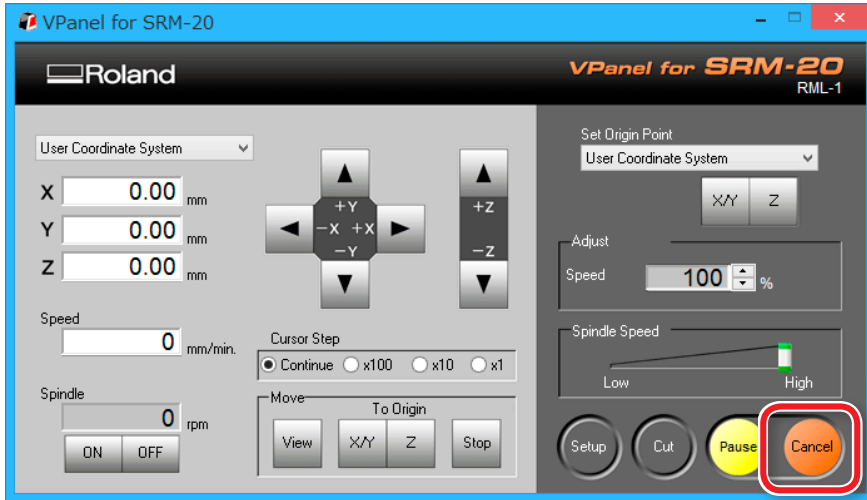 VPanel for SRM-20
Roland
VPanel for SRM-20
RML-1
User Coordinate System
X 0.00 mm
Y 0.00 mm
Z 0.00 mm
Speed
0 mm/min.
Spindle
0 rpm
ON OFF
+Y
-X +X
-Y
+Z
-Z
Cursor Step
Continue x100 x10 x1
Move
To Origin
View X/Y Z Stop
Set Origin Point
User Coordinate System
X/Y Z
Adjust
Speed 100 %
Spindle Speed
Low High
Setup Cut Pause Cancel